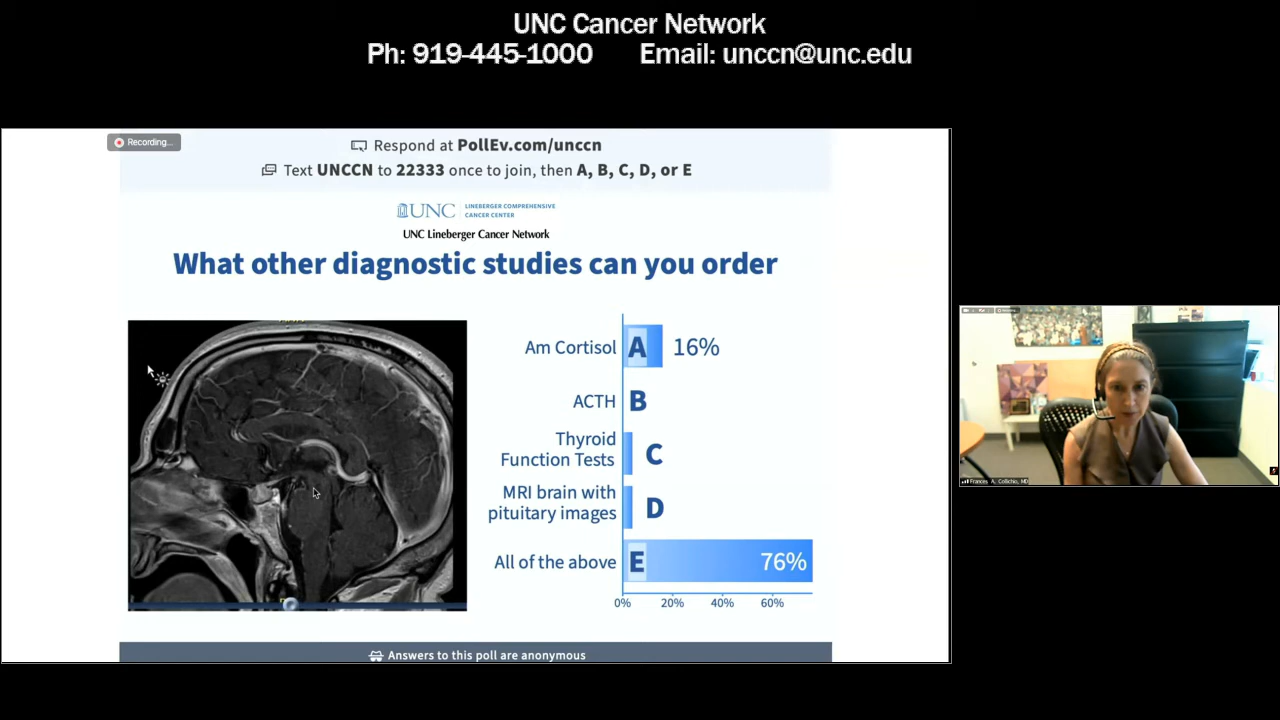 UNC Cancer Network
Ph: 919-445-1000 Email: unccn@unc.edu
Recording...
Respond at PollEv.com/unccn
Text UNCCN to 22333 once to join, then A, B, C, D, or E
UNC LINEBERGER COMPREHENSIVE
CANCER CENTER
UNC Lineberger Cancer Network
What other diagnostic studies can you order
Am Cortisol A 16%
ACTH B
Thyroid
Function Tests C
MRI brain with
pituitary images D
All of the above E 76%
0% 20% 40% 60%
Answers to this poll are anonymous
Frances A. Collichio, MD